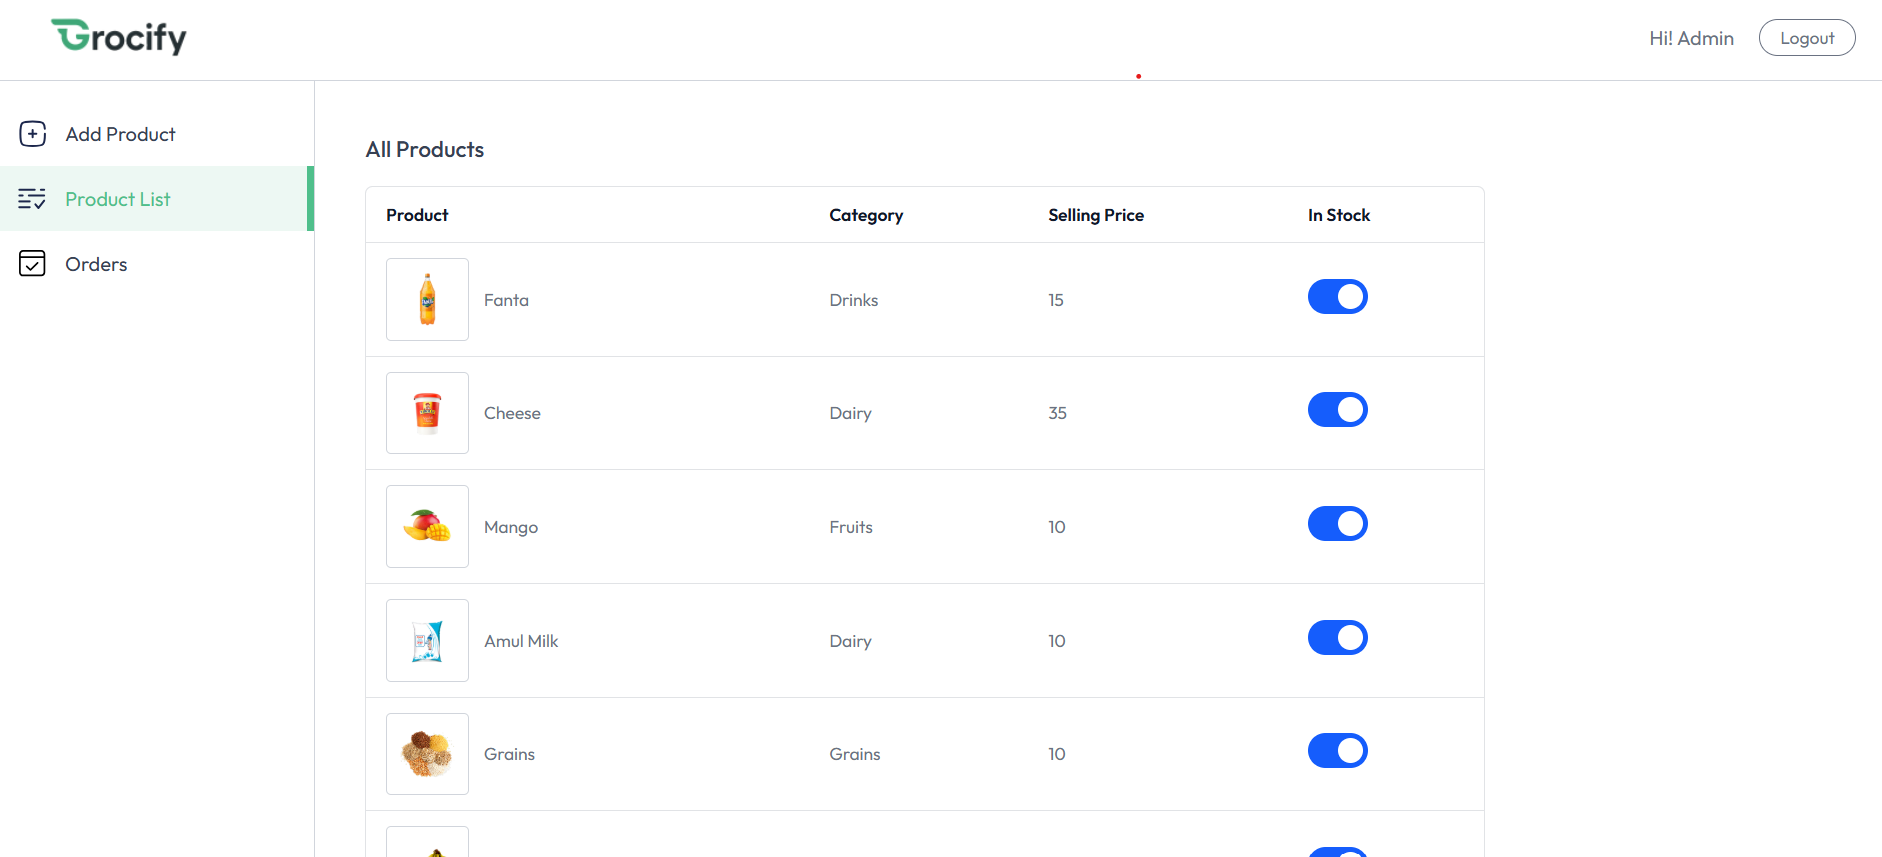 Grocify
Hi! Admin
Logout
Add Product
Product List
Orders
All Products
Product Category Selling Price In Stock
Fanta Drinks 15
Cheese Dairy 35
Mango Fruits 10
Amul Milk Dairy 10
Grains Grains 10